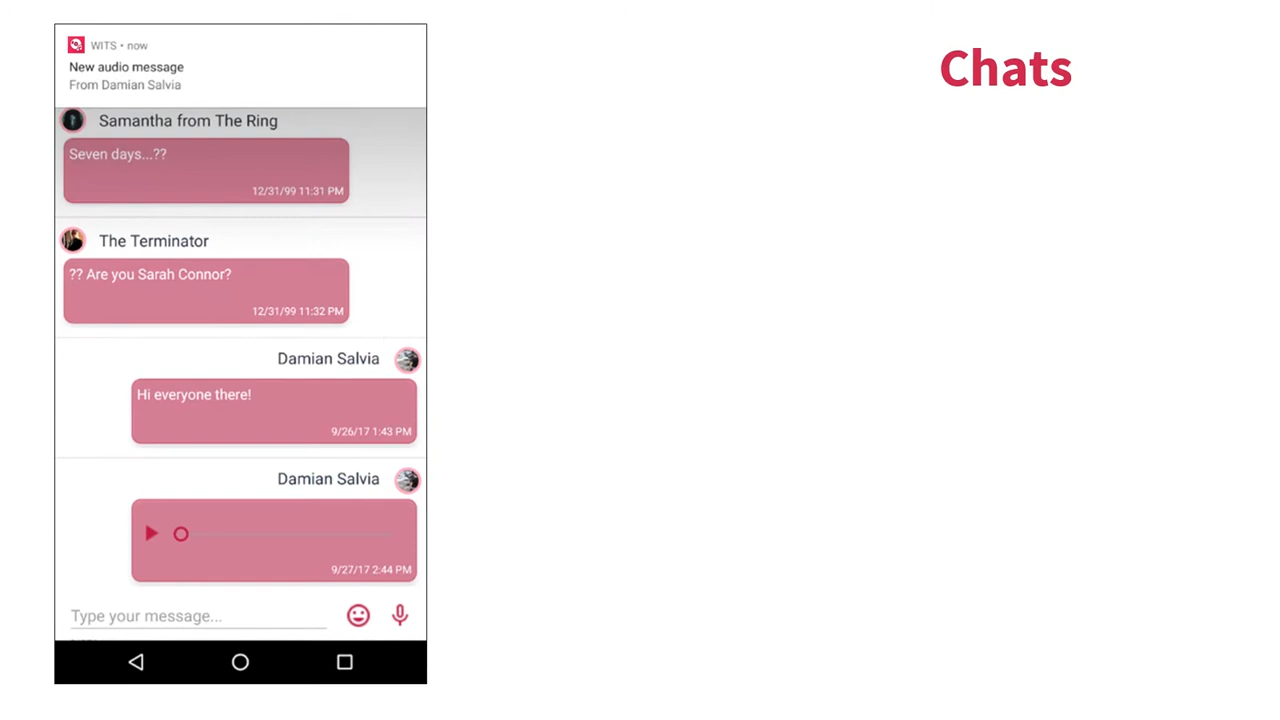 WITS • now
New audio message
From Damian Salvia
Samantha from The Ring
Seven days...??
12/31/99 11:31 PM
The Terminator
?? Are you Sarah Connor?
12/31/99 11:32 PM
Damian Salvia
Hi everyone there!
9/26/17 1:43 PM
Damian Salvia
9/27/17 2:44 PM
Type your message...
Chats